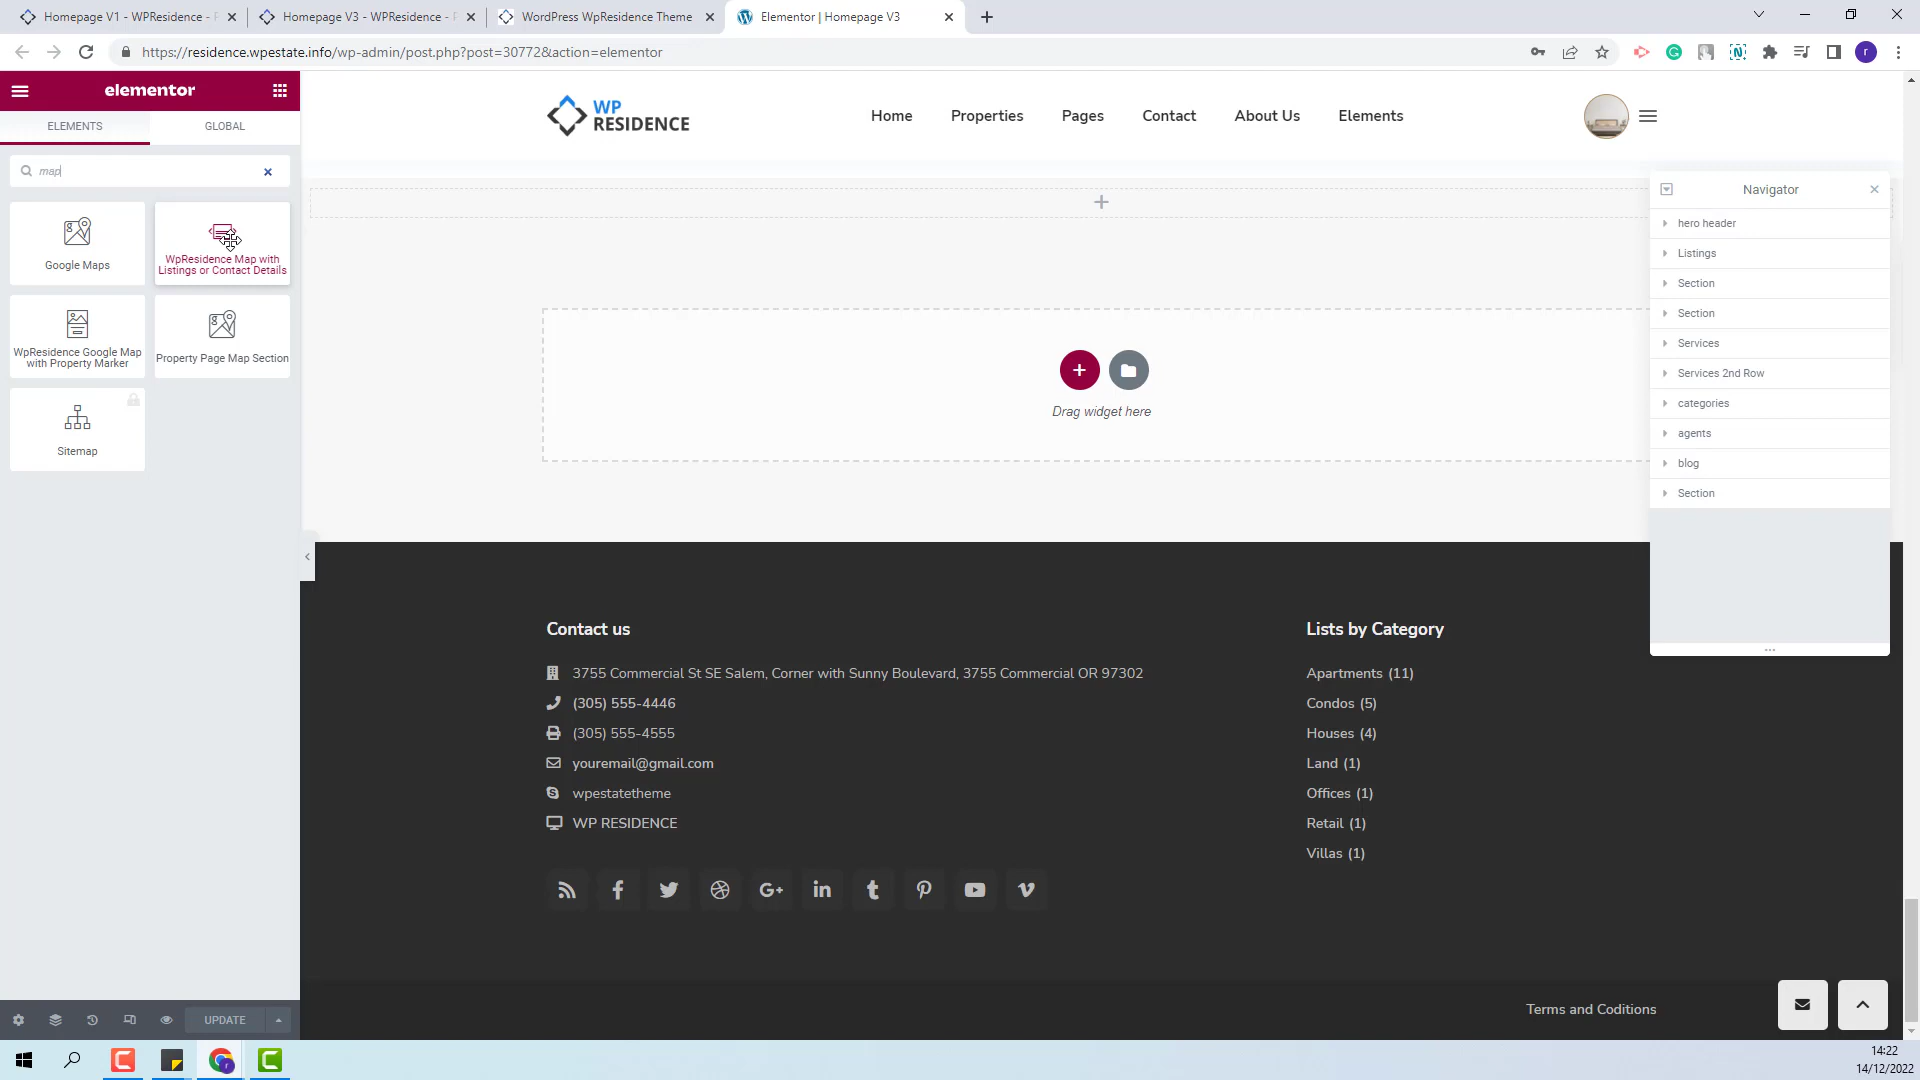 Homepage V1 - WPResidence - 
Homepage V3 - WPResidence - 
WordPress WpResidence Theme
Elementor | Homepage V3
https://residence.wpestate.info/wp-admin/post.php?post=30772&action=elementor
elementor
ELEMENTS
GLOBAL
map
Google Maps
WpResidence Map with
Listings or Contact Details
WpResidence Google Map
with Property Marker
Property Page Map Section
Sitemap
UPDATE
WP
RESIDENCE
Home
Properties
Pages
Contact
About Us
Elements
Drag widget here
Navigator
hero header
Listings
Section
Section
Services
Services 2nd Row
categories
agents
blog
Section
Contact us
3755 Commercial St SE Salem, Corner with Sunny Boulevard, 3755 Commercial OR 97302
(305) 555-4446
(305) 555-4555
youremail@gmail.com
wpestatetheme
WP RESIDENCE
Lists by Category
Apartments (11)
Condos (5)
Houses (4)
Land (1)
Offices (1)
Retail (1)
Villas (1)
Terms and Coditions
14:22
14/12/2022